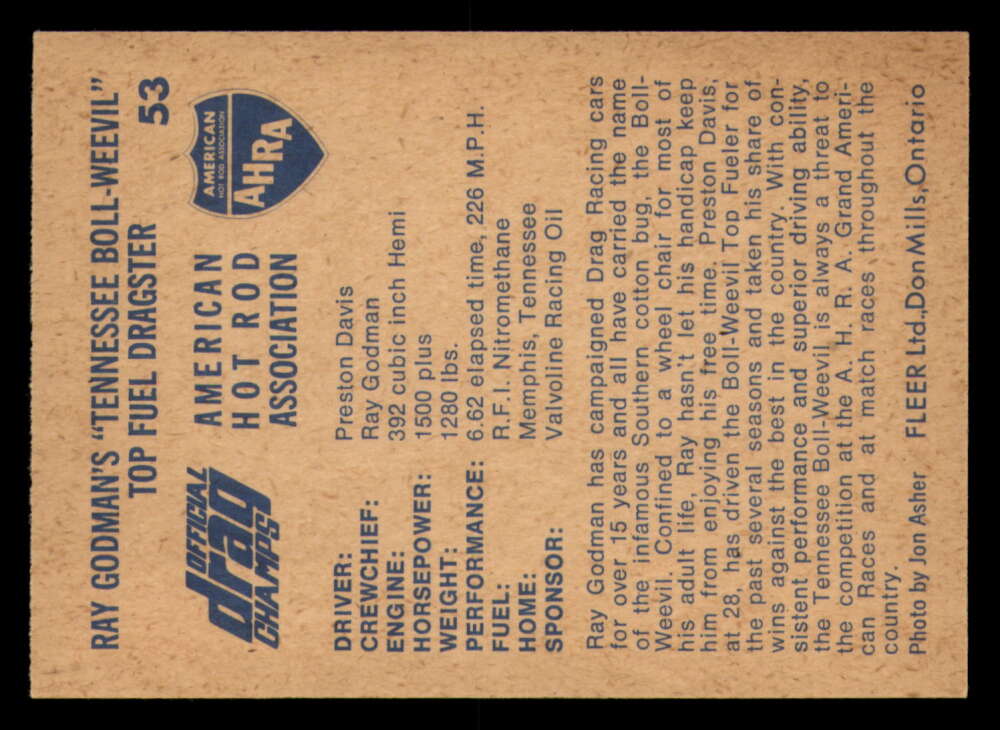 RAY GODMAN'S "TENNESSEE BOLL-WEEVIL"
TOP FUEL DRAGSTER 53
OFFICIAL
drag
CHAMPS
AMERICAN
HOT ROD
ASSOCIATION
AMERICAN
HOT ROD ASSOCIATION
AHRA
DRIVER: Preston Davis
CREWCHIEF: Ray Godman
ENGINE: 392 cubic inch Hemi
HORSEPOWER: 1500 plus
WEIGHT: 1280 lbs.
PERFORMANCE: 6.62 elapsed time, 226 M.P.H.
FUEL: R.F.I. Nitromethane
HOME: Memphis, Tennessee
SPONSOR: Valvoline Racing Oil
Ray Godman has campaigned Drag Racing cars
for over 15 years and all have carried the name
of the infamous Southern cotton bug, the Boll-
Weevil. Confined to a wheel chair for most of
his adult life, Ray hasn't let his handicap keep
him from enjoying his free time. Preston Davis,
at 28, has driven the Boll-Weevil Top Fueler for
the past several seasons and taken his share of
wins against the best in the country. With con-
sistent performance and superior driving ability,
the Tennessee Boll-Weevil is always a threat to
the competition at the A. H. R. A. Grand Ameri-
can Races and at match races throughout the
country.
Photo by Jon Asher FLEER Ltd., Don Mills, Ontario